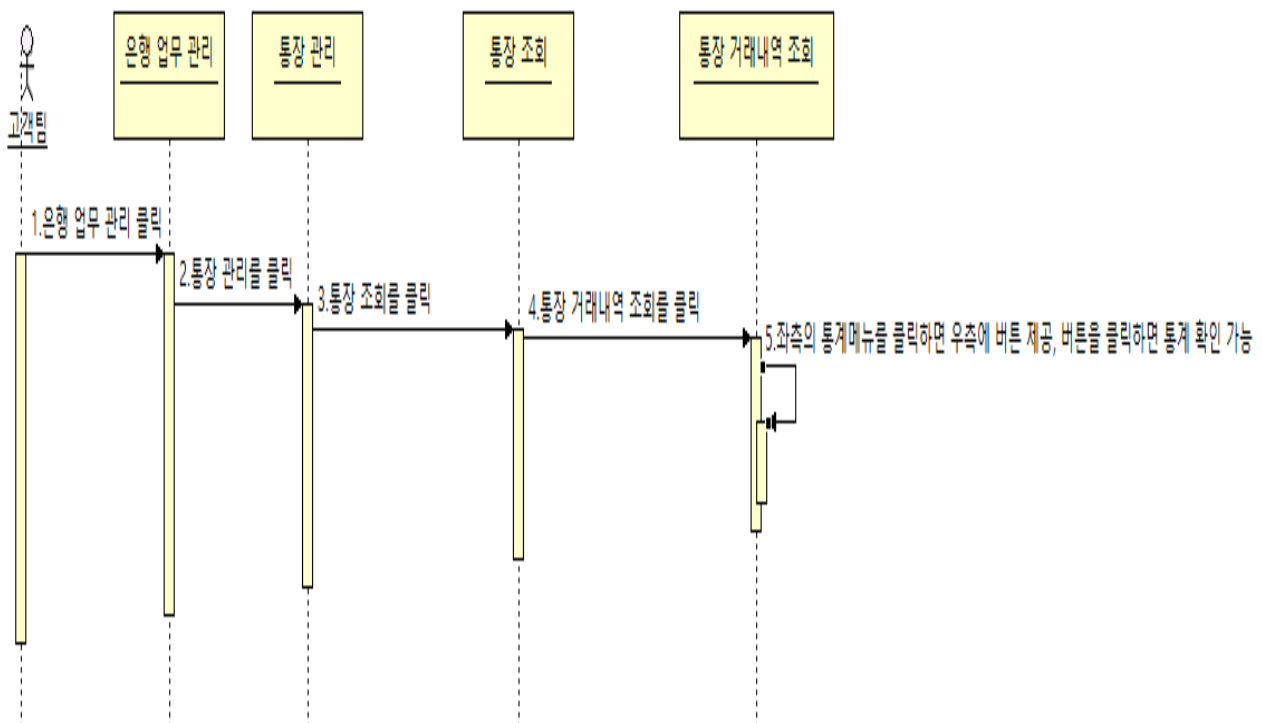 은행 업무 관리
통장 관리
통장 조회
통장 거래내역 조회
고객팀
1.은행 업무 관리 클릭
2.통장 관리를 클릭
3.통장 조회를 클릭
4.통장 거래내역 조회를 클릭
5.좌측의 통계메뉴를 클릭하면 우측에 버튼 제공, 버튼을 클릭하면 통계 확인 가능